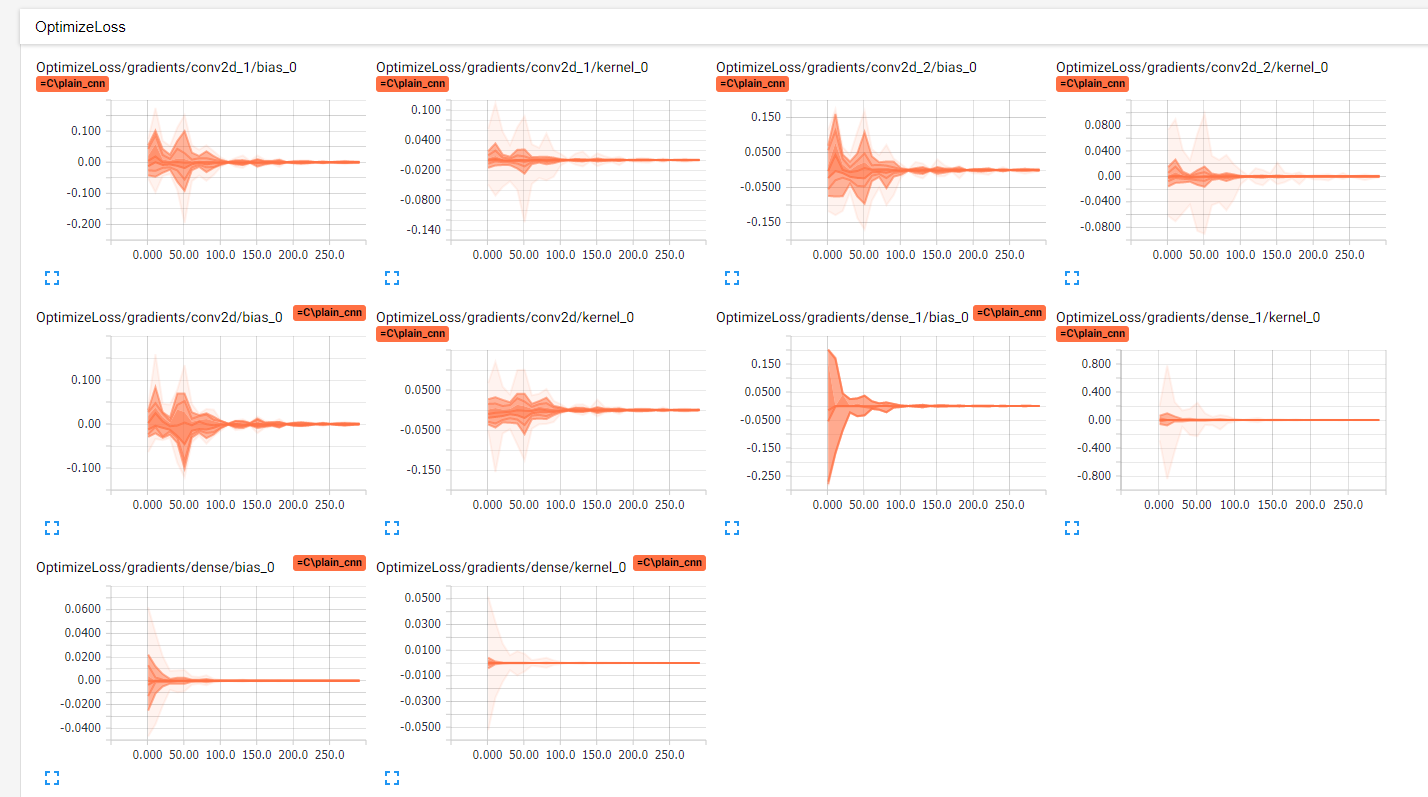 OptimizeLoss
OptimizeLoss/gradients/conv2d_1/bias_0
=C\plain_cnn
0.100
0.00
-0.100
-0.200
0.000 50.00 100.0 150.0 200.0 250.0
OptimizeLoss/gradients/conv2d_1/kernel_0
=C\plain_cnn
0.100
0.0400
-0.0200
-0.0800
-0.140
0.000 50.00 100.0 150.0 200.0 250.0
OptimizeLoss/gradients/conv2d_2/bias_0
=C\plain_cnn
0.150
0.0500
-0.0500
-0.150
0.000 50.00 100.0 150.0 200.0 250.0
OptimizeLoss/gradients/conv2d_2/kernel_0
=C\plain_cnn
0.0800
0.0400
0.00
-0.0400
-0.0800
0.000 50.00 100.0 150.0 200.0 250.0
OptimizeLoss/gradients/conv2d/bias_0 =C\plain_cnn
0.100
0.00
-0.100
0.000 50.00 100.0 150.0 200.0 250.0
OptimizeLoss/gradients/conv2d/kernel_0
=C\plain_cnn
0.0500
-0.0500
-0.150
0.000 50.00 100.0 150.0 200.0 250.0
OptimizeLoss/gradients/dense_1/bias_0 =C\plain_cnn
0.150
0.0500
-0.0500
-0.150
-0.250
0.000 50.00 100.0 150.0 200.0 250.0
OptimizeLoss/gradients/dense_1/kernel_0
=C\plain_cnn
0.800
0.400
0.00
-0.400
-0.800
0.000 50.00 100.0 150.0 200.0 250.0
OptimizeLoss/gradients/dense/bias_0 =C\plain_cnn
0.0600
0.0400
0.0200
0.00
-0.0200
-0.0400
0.000 50.00 100.0 150.0 200.0 250.0
OptimizeLoss/gradients/dense/kernel_0 =C\plain_cnn
0.0500
0.0300
0.0100
-0.0100
-0.0300
-0.0500
0.000 50.00 100.0 150.0 200.0 250.0